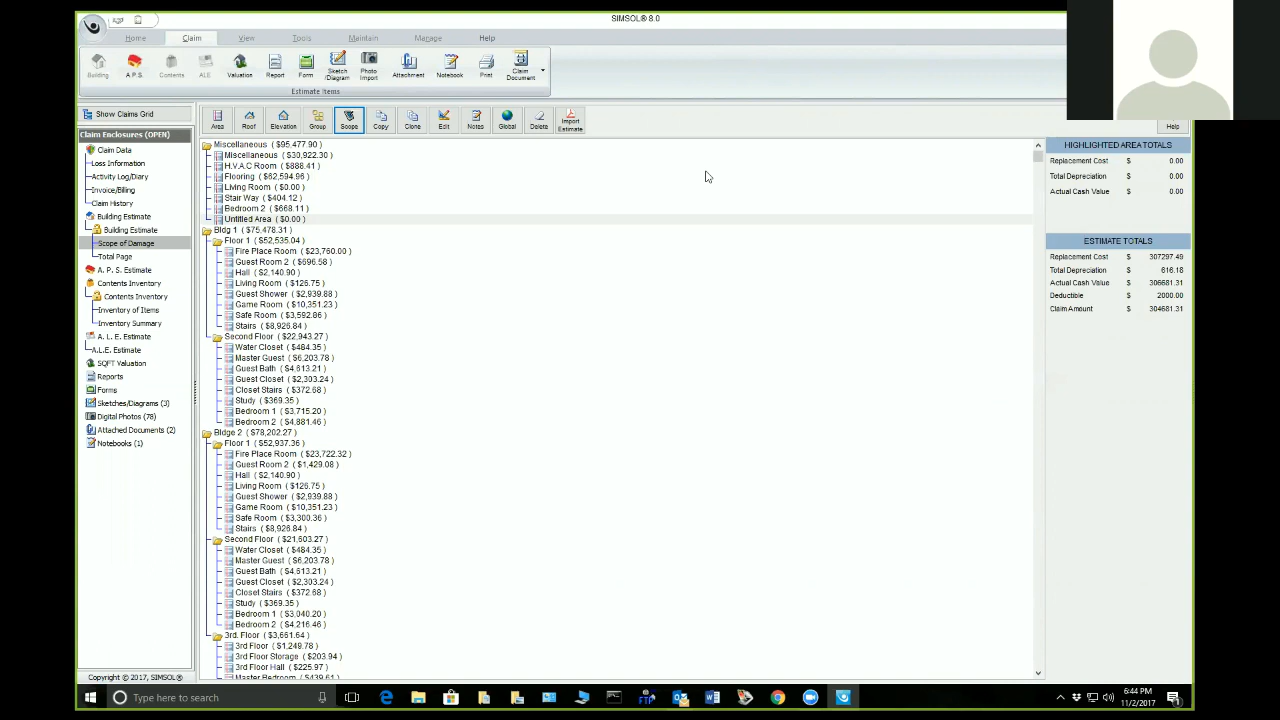 SIMSOL® 8.0
Home Claim View Tools Maintain Manage Help
Building A.P.S. Contents ALE Valuation Report Form Sketch /Diagram Photo Import Attachment Notebook Print Claim Document
Estimate Items
Show Claims Grid
Area Roof Elevation Group Scope Copy Clone Edit Notes Global Delete Import Estimate
Help
Claim Enclosures (OPEN)
Claim Data
Loss Information
Activity Log/Diary
Invoice/Billing
Claim History
Building Estimate
Building Estimate
Scope of Damage
Total Page
A. P. S. Estimate
Contents Inventory
Contents Inventory
Inventory of Items
Inventory Summary
A. L. E. Estimate
A.L.E. Estimate
SQFT Valuation
Reports
Forms
Sketches/Diagrams (3)
Digital Photos (78)
Attached Documents (2)
Notebooks (1)
Copyright © 2017, SIMSOL®
Miscellaneous ($95,477.90 )
Miscellaneous ($30,922.30 )
H.V.A.C Room ($888.41 )
Flooring ($62,594.96 )
Living Room ($0.00 )
Stair Way ($404.12 )
Bedroom 2 ($668.11 )
Untitled Area ($0.00 )
Bldg 1 ($75,478.31 )
Floor 1 ($52,535.04 )
Fire Place Room ($23,760.00 )
Guest Room 2 ($696.58 )
Hall ($2,140.90 )
Living Room ($126.75 )
Guest Shower ($2,939.88 )
Game Room ($10,351.23 )
Safe Room ($3,592.86 )
Stairs ($8,926.84 )
Second Floor ($22,943.27 )
Water Closet ($484.35 )
Master Guest ($6,203.78 )
Guest Bath ($4,613.21 )
Guest Closet ($2,303.24 )
Closet Stairs ($372.68 )
Study ($369.35 )
Bedroom 1 ($3,715.20 )
Bedroom 2 ($4,881.46 )
Bldge 2 ($78,202.27 )
Floor 1 ($52,937.36 )
Fire Place Room ($23,722.32 )
Guest Room 2 ($1,429.08 )
Hall ($2,140.90 )
Living Room ($126.75 )
Guest Shower ($2,939.88 )
Game Room ($10,351.23 )
Safe Room ($3,300.36 )
Stairs ($8,926.84 )
Second Floor ($21,603.27 )
Water Closet ($484.35 )
Master Guest ($6,203.78 )
Guest Bath ($4,613.21 )
Guest Closet ($2,303.24 )
Closet Stairs ($372.68 )
Study ($369.35 )
Bedroom 1 ($3,040.20 )
Bedroom 2 ($4,216.46 )
3rd. Floor ($3,661.64 )
3rd Floor ($1,249.78 )
3rd Floor Storage ($203.94 )
3rd Floor Hall ($225.97 )
Master Bedroom ($439.61 )
HIGHLIGHTED AREA TOTALS
Replacement Cost $ 0.00
Total Depreciation $ 0.00
Actual Cash Value $ 0.00
ESTIMATE TOTALS
Replacement Cost $ 307297.49
Total Depreciation $ 616.18
Actual Cash Value $ 306681.31
Deductible $ 2000.00
Claim Amount $ 304681.31
Type here to search
FTP
6:44 PM
11/2/2017